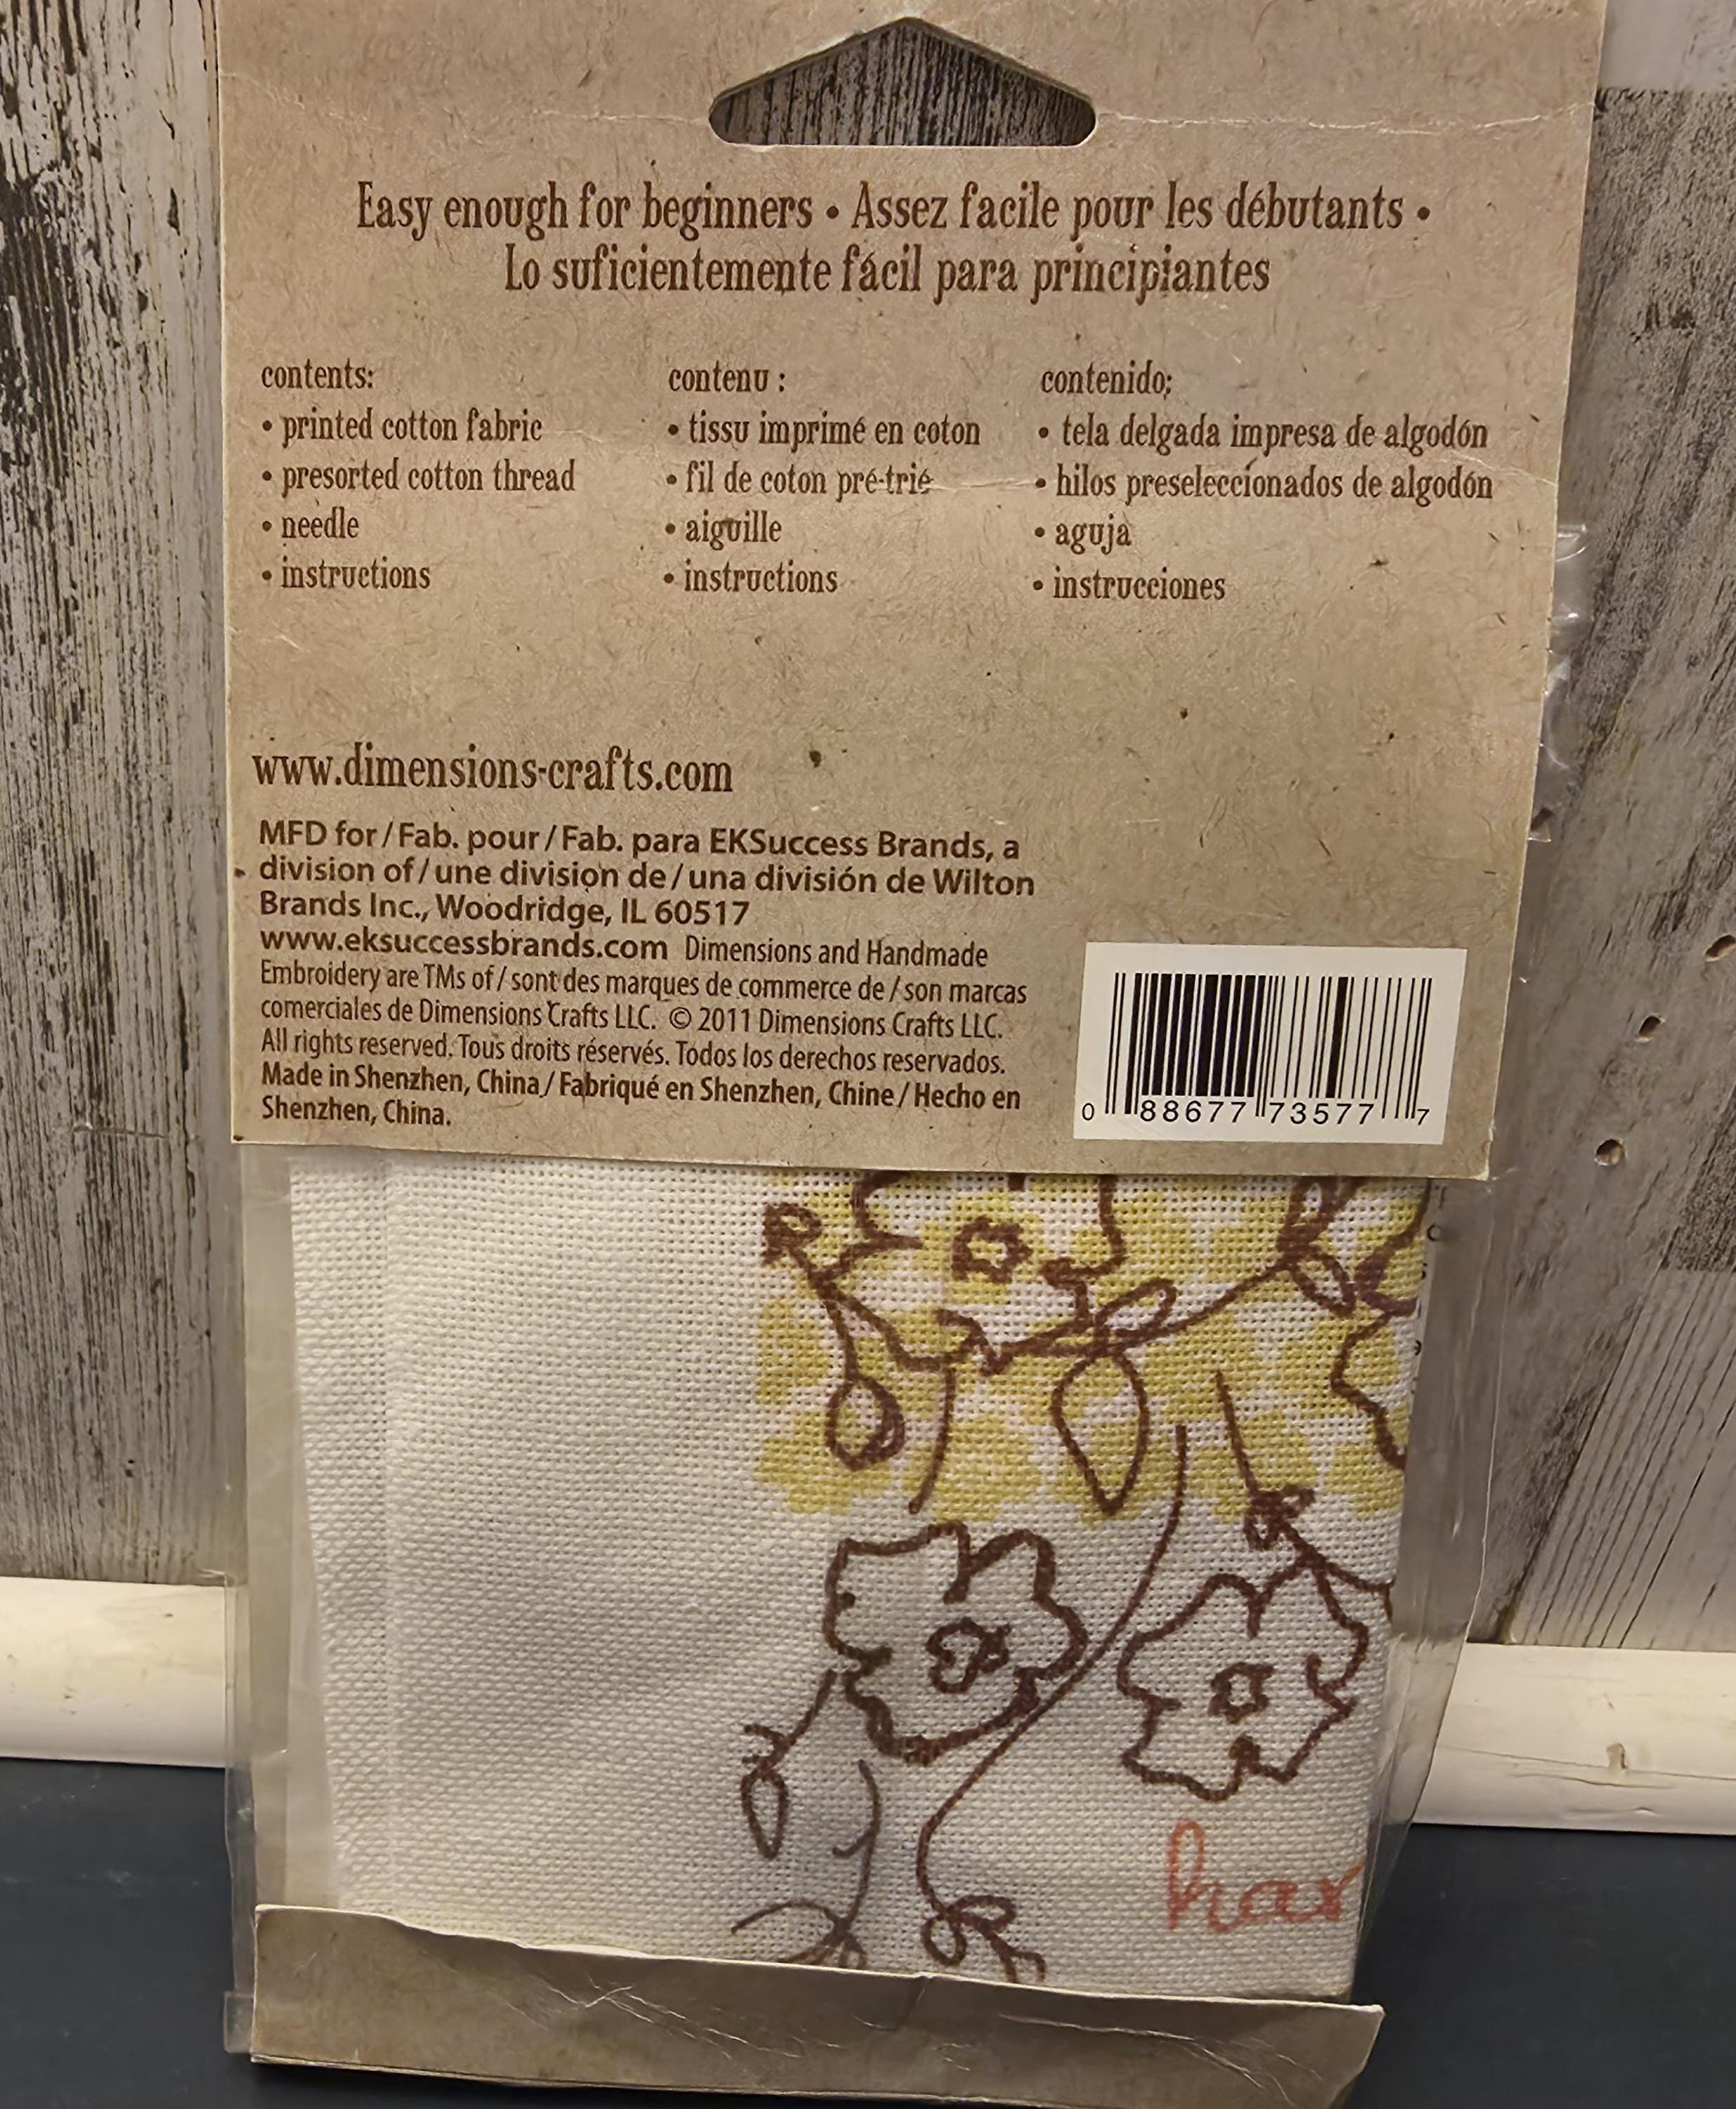 Easy enough for beginners • Assez facile pour les débutants •
Lo suficientemente fácil para principiantes
contents:
• printed cotton fabric
• presorted cotton thread
• needle
• instructions
contenu :
• tissu imprimé en coton
• fil de coton pré-trié
• aiguille
• instructions
contenido:
• tela delgada impresa de algodón
• hilos preseleccionados de algodón
• aguja
• instrucciones
www.dimensions-crafts.com
MFD for / Fab. pour / Fab. para EKSuccess Brands, a
division of / une division de / una división de Wilton
Brands Inc., Woodridge, IL 60517
www.eksuccessbrands.com Dimensions and Handmade
Embroidery are TMs of / sont des marques de commerce de / son marcas
comerciales de Dimensions Crafts LLC. © 2011 Dimensions Crafts LLC.
All rights reserved. Tous droits réservés. Todos los derechos reservados.
Made in Shenzhen, China / Fabriqué en Shenzhen, Chine / Hecho en
Shenzhen, China.
0 88677 73577 7